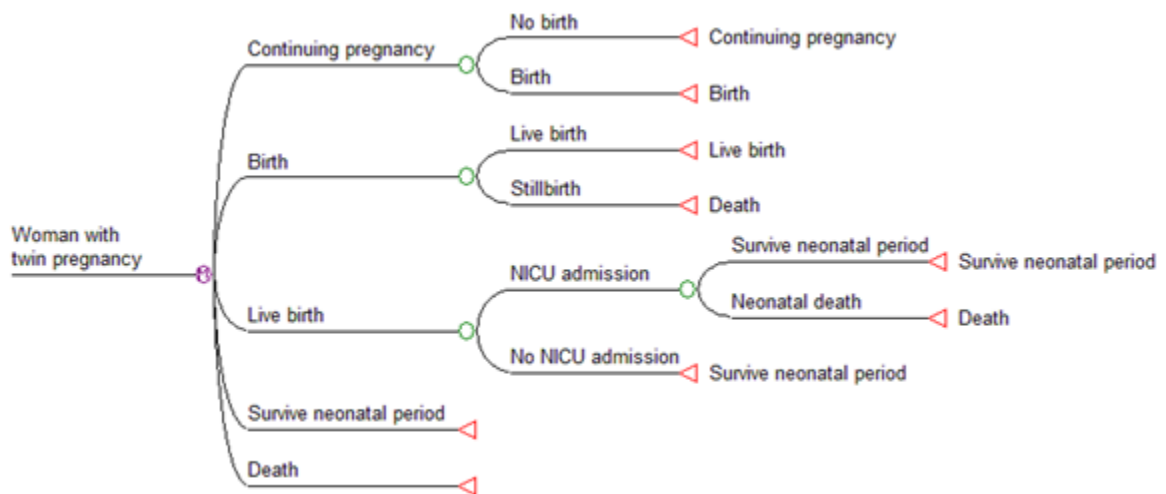 No birth
Continuing pregnancy
Continuing pregnancy
Birth
Birth
Live birth
Live birth
Birth
Stillbirth
Death
Woman with
twin pregnancy
Survive neonatal period
Survive neonatal period
NICU admission
Neonatal death
Death
Live birth
No NICU admission
Survive neonatal period
Survive neonatal period
Death